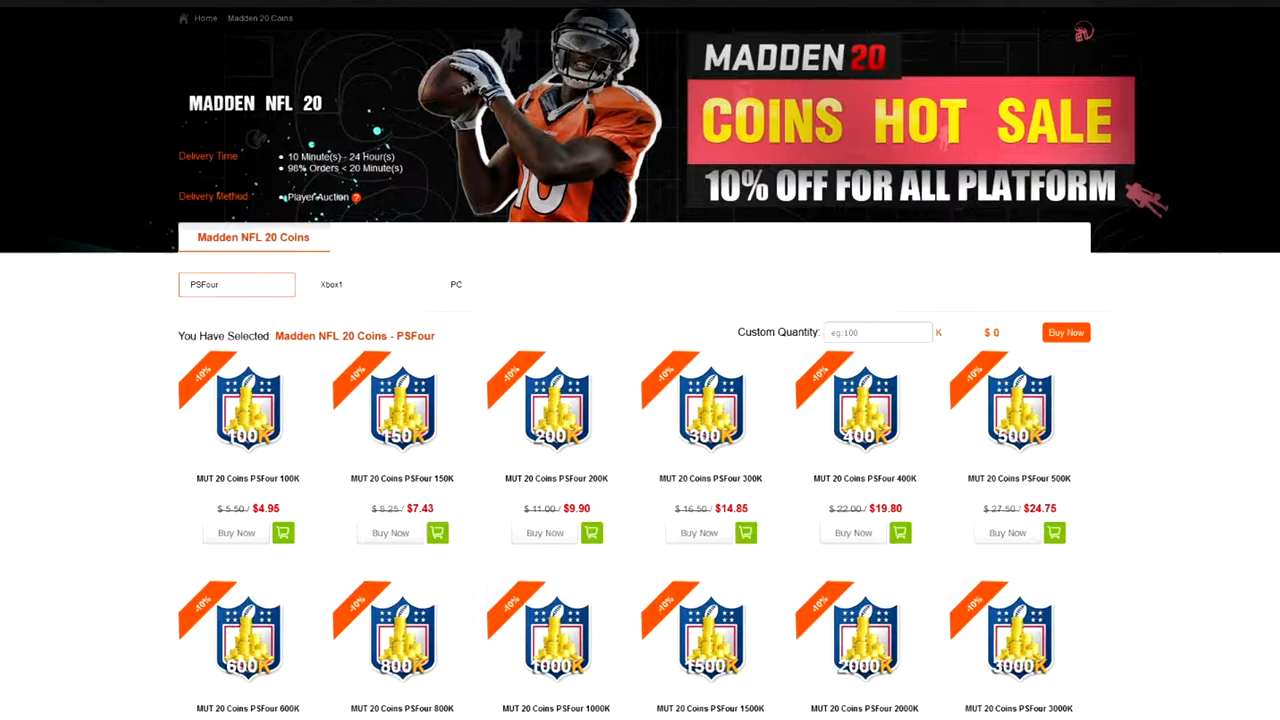 Home Madden 20 Coins
MADDEN 20
MADDEN NFL 20
COINS HOT SALE
Delivery Time
10 Minute(s) - 24 Hour(s)
98% Orders < 20 Minute(s)
10% OFF FOR ALL PLATFORM
Delivery Method
Player Auction ?
Madden NFL 20 Coins
PSFour Xbox1 PC
You Have Selected Madden NFL 20 Coins - PSFour
Custom Quantity: eg:100 K $ 0 Buy Now
-10% -10% -10% -10% -10% -10%
100K 150K 200K 300K 400K 500K
MUT 20 Coins PSFour 100K MUT 20 Coins PSFour 150K MUT 20 Coins PSFour 200K MUT 20 Coins PSFour 300K MUT 20 Coins PSFour 400K MUT 20 Coins PSFour 500K
$ 5.50 / $4.95 $ 8.25 / $7.43 $ 11.00 / $9.90 $ 16.50 / $14.85 $ 22.00 / $19.80 $ 27.50 / $24.75
Buy Now Buy Now Buy Now Buy Now Buy Now Buy Now
-10% -10% -10% -10% -10% -10%
600K 800K 1000K 1500K 2000K 3000K
MUT 20 Coins PSFour 600K MUT 20 Coins PSFour 800K MUT 20 Coins PSFour 1000K MUT 20 Coins PSFour 1500K MUT 20 Coins PSFour 2000K MUT 20 Coins PSFour 3000K